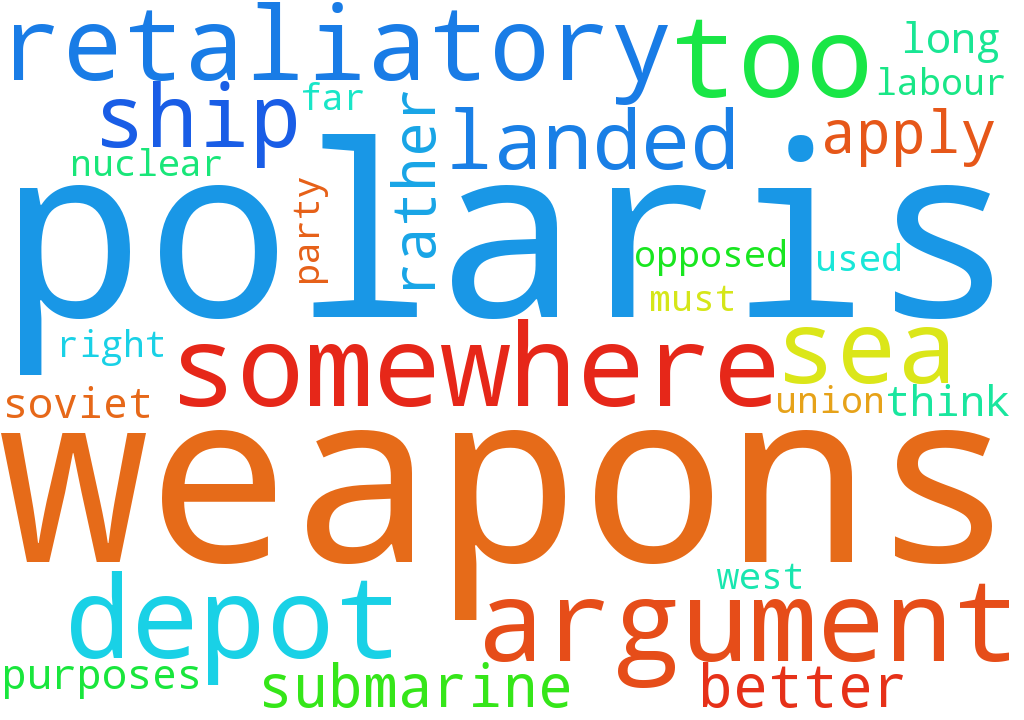 retaliatory
too
long
labour
ship
far
rather
landed
apply
nuclear
polaris
party
opposed
used
must
right
somewhere
sea
soviet
union
think
weapons
depot
west
argument
purposes
submarine
better